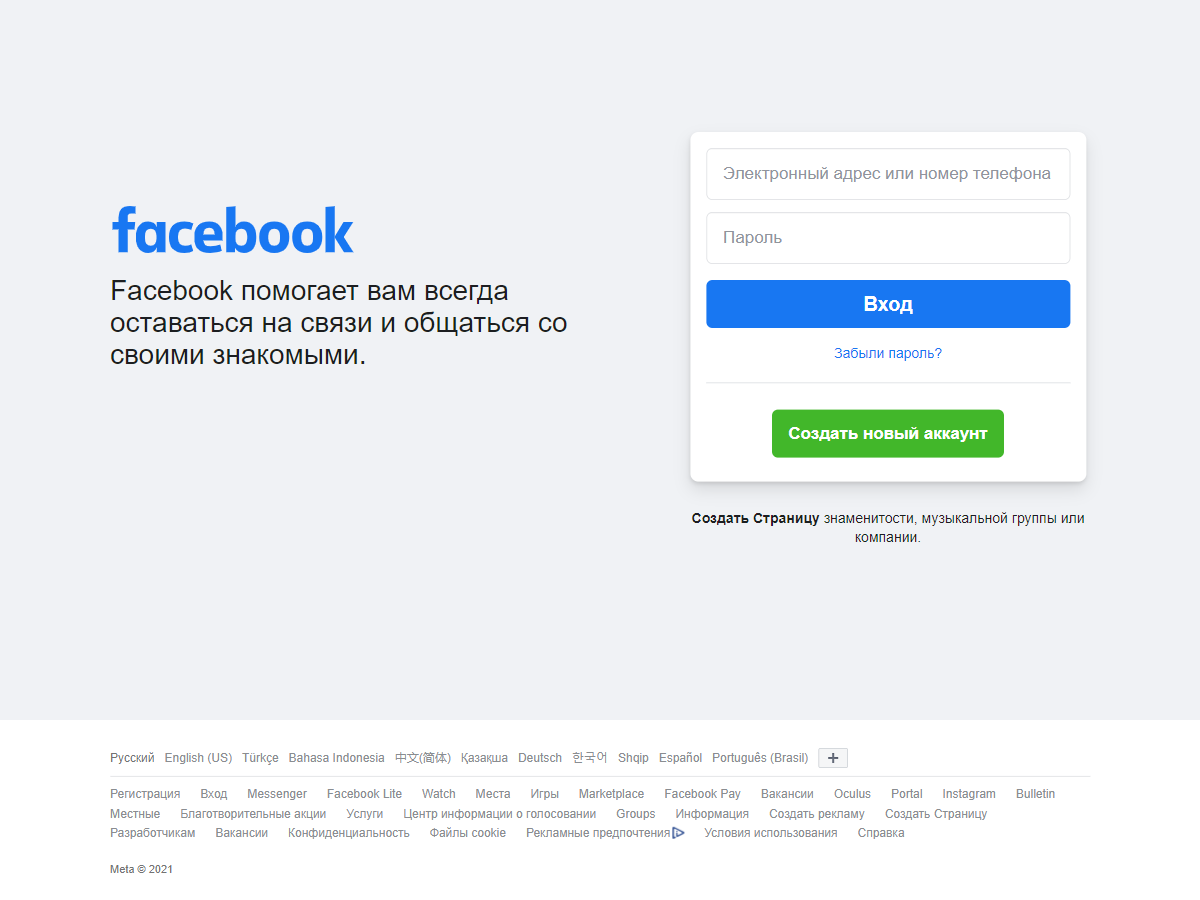 facebook
Facebook помогает вам всегда
оставаться на связи и общаться со
своими знакомыми.
Электронный адрес или номер телефона
Пароль
Вход
Забыли пароль?
Создать новый аккаунт
Создать Страницу знаменитости, музыкальной группы или
компании.
Русский English (US) Türkçe Bahasa Indonesia 中文(简体) Қазақша Deutsch 한국어 Shqip Español Português (Brasil)
Регистрация Вход Messenger Facebook Lite Watch Места Игры Marketplace Facebook Pay Вакансии Oculus Portal Instagram Bulletin
Местные Благотворительные акции Услуги Центр информации о голосовании Groups Информация Создать рекламу Создать Страницу
Разработчикам Вакансии Конфиденциальность Файлы cookie Рекламные предпочтения Условия использования Справка
Meta © 2021